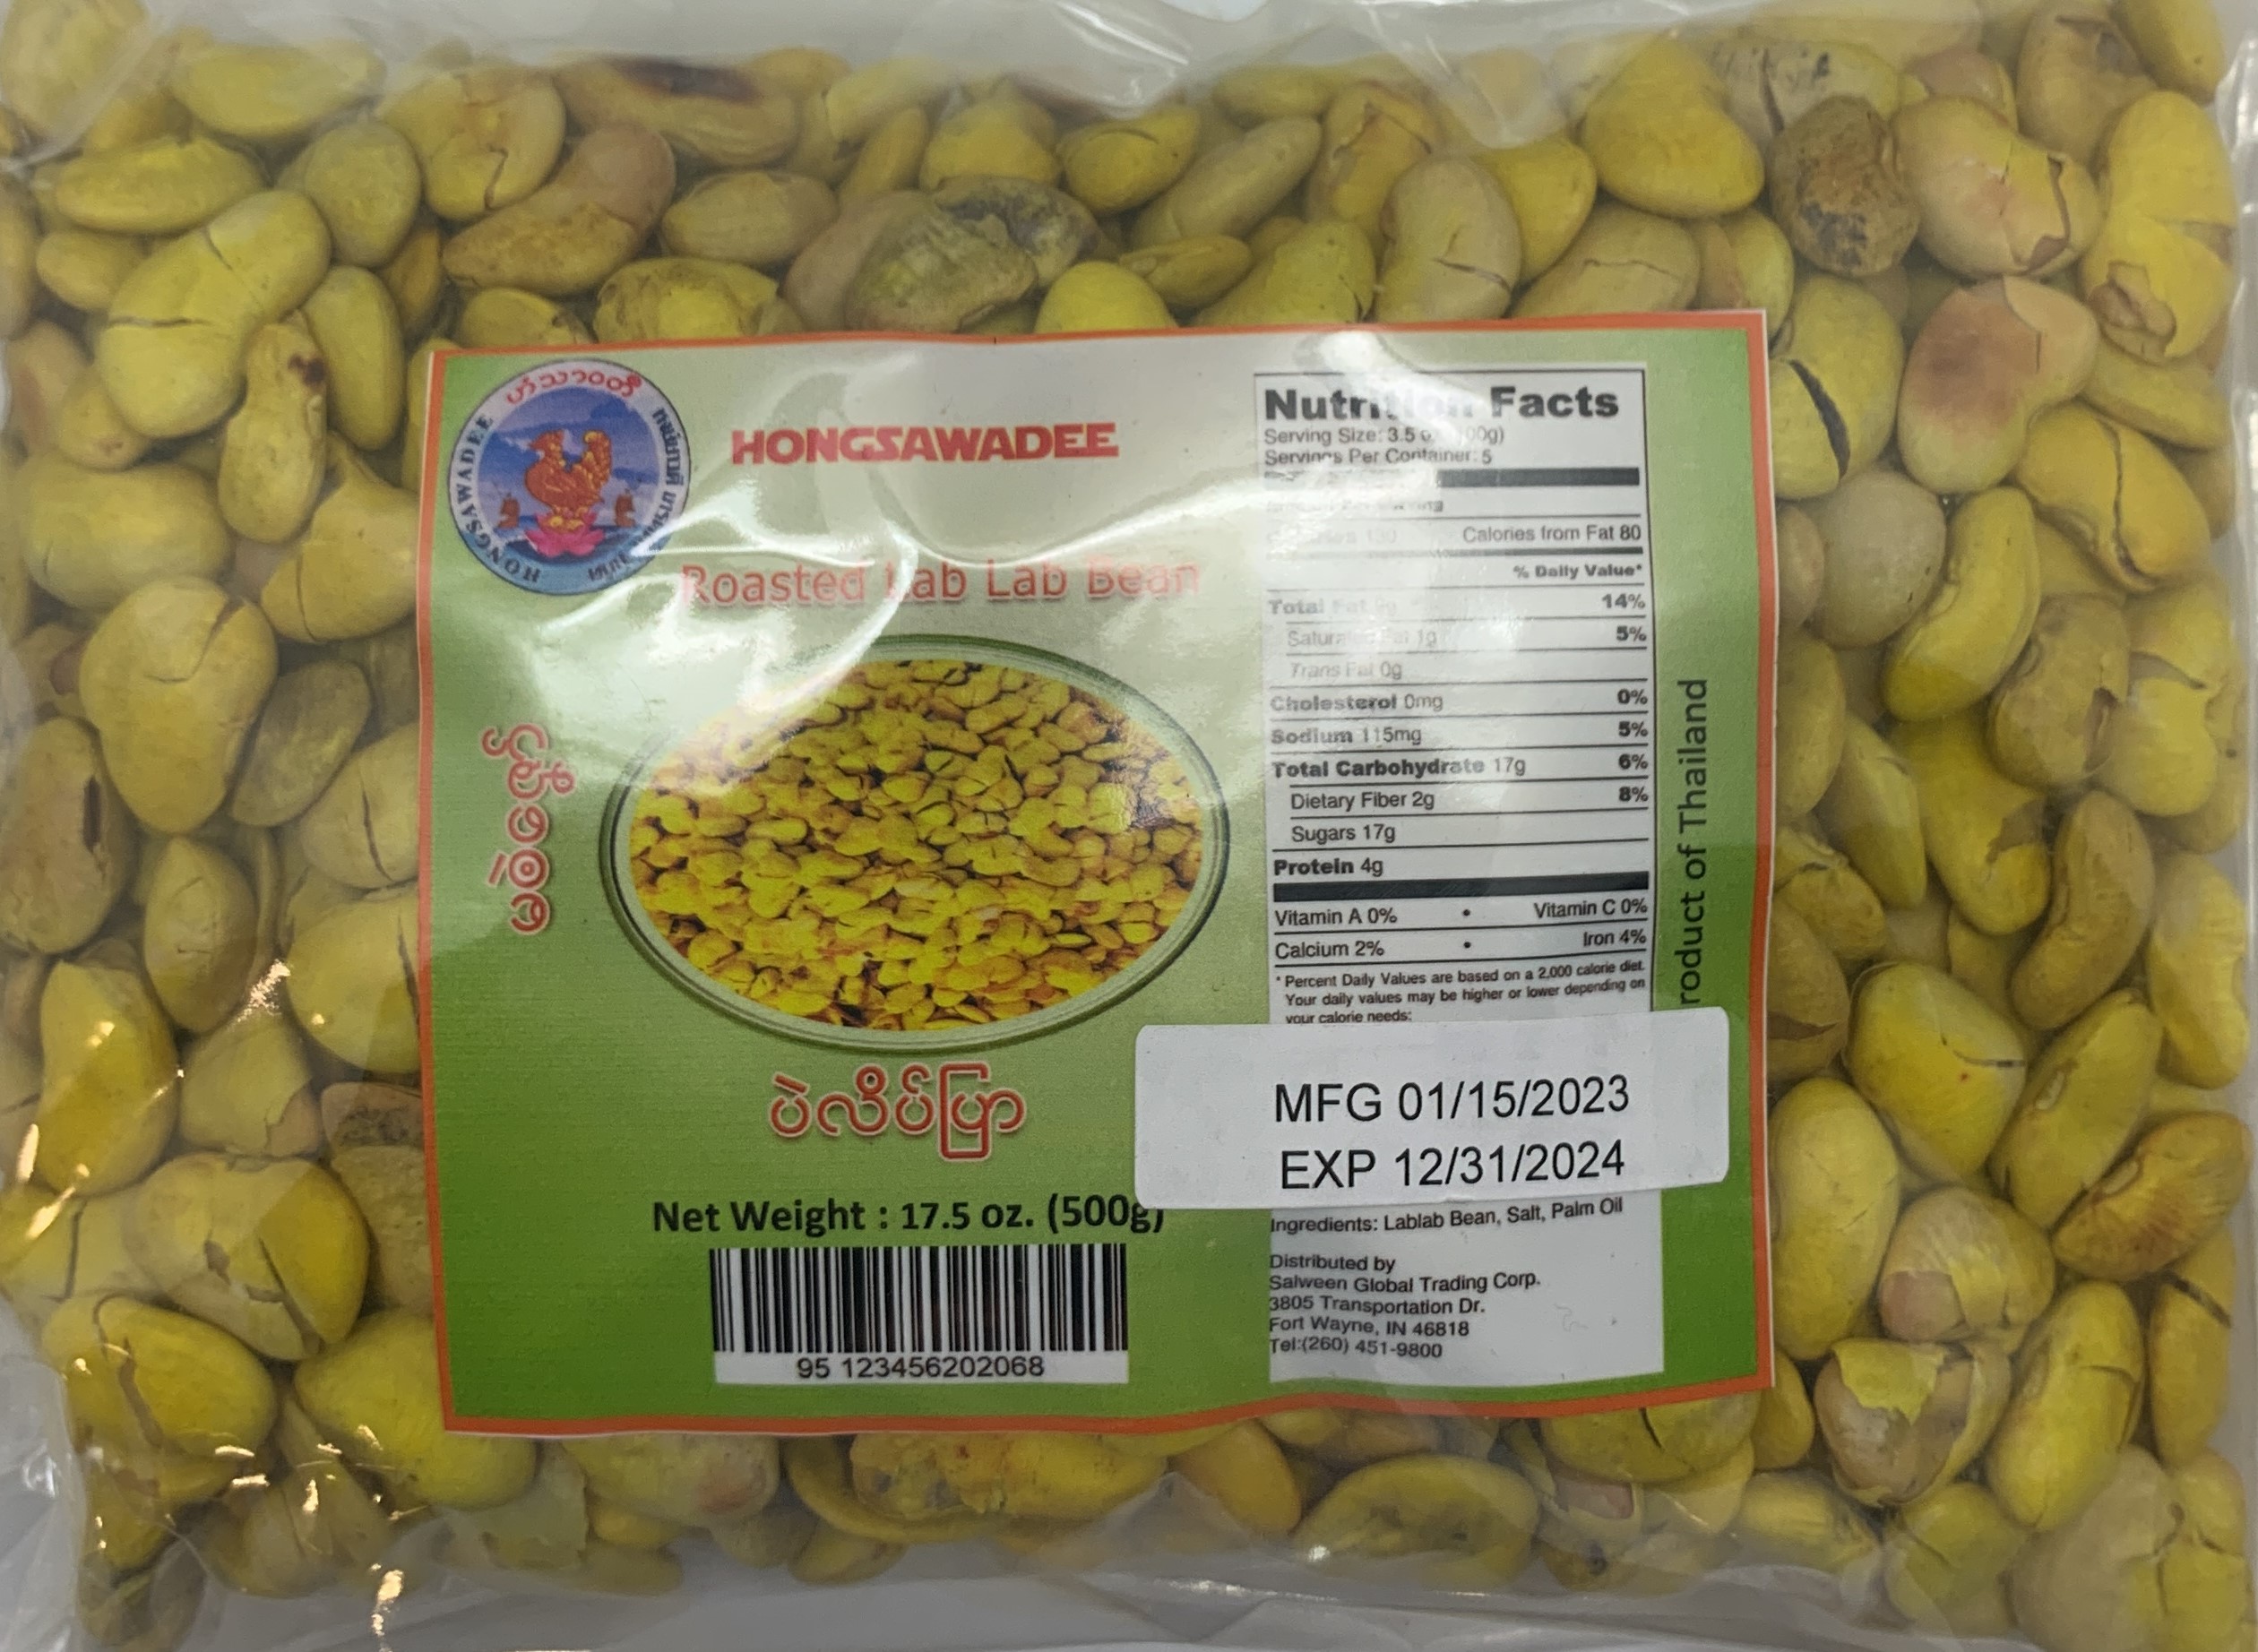 ဟံသာဝတီ
HONGSAWADEE
HONGSAWADEE
Roasted Lab Lab Bean
ပဲလိပ်ပြာ
Net Weight : 17.5 oz. (500g)
95 123456202068
Nutrition Facts
Serving Size: 3.5
Servings Per Container: 5
Calories from Fat 80
% Daily Value*
Total Fat 9g 14%
Saturated Fat 1g 5%
Trans Fat 0g
Cholesterol 0mg 0%
Sodium 115mg 5%
Total Carbohydrate 17g 6%
Dietary Fiber 2g 8%
Sugars 17g
Protein 4g
Vitamin A 0% • Vitamin C 0%
Calcium 2% • Iron 4%
* Percent Daily Values are based on a 2,000 calorie diet.
Your daily values may be higher or lower depending on
your calorie needs:
MFG 01/15/2023
EXP 12/31/2024
Ingredients: Lablab Bean, Salt, Palm Oil
Distributed by
Salween Global Trading Corp.
3805 Transportation Dr.
Fort Wayne, IN 46818
Tel:(260) 451-9800
roduct of Thailand